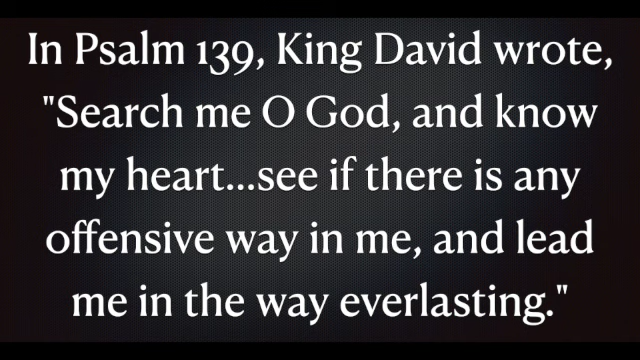 In Psalm 139, King David wrote,
"Search me O God, and know
my heart...see if there is any
offensive way in me, and lead
me in the way everlasting."